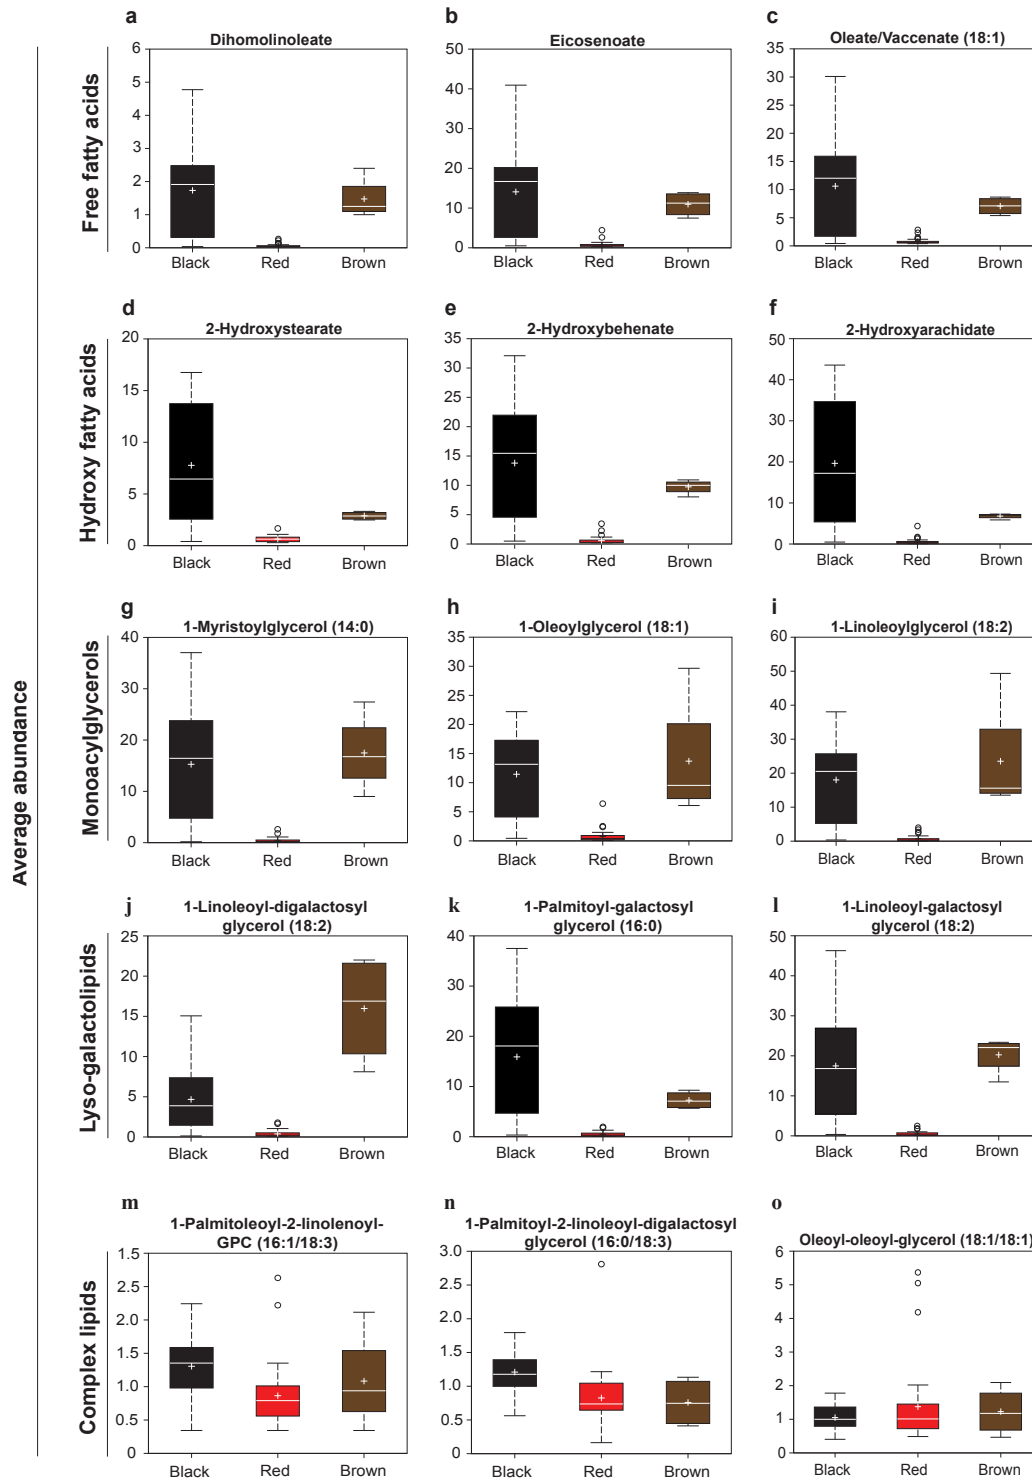 Average abundance
Free fatty acids
a
Dihomolinoleate
6
5
4
3
2
1
0
Black Red Brown
b
Eicosenoate
50
40
30
20
10
0
Black Red Brown
c
Oleate/Vaccenate (18:1)
35
30
25
20
15
10
5
0
Black Red Brown
Hydroxy fatty acids
d
2-Hydroxystearate
20
15
10
5
0
Black Red Brown
e
2-Hydroxybehenate
35
30
25
20
15
10
5
0
Black Red Brown
f
2-Hydroxyarachidate
50
40
30
20
10
0
Black Red Brown
Monoacylglycerols
g
1-Myristoylglycerol (14:0)
40
30
20
10
0
Black Red Brown
h
1-Oleoylglycerol (18:1)
35
30
25
20
15
10
5
0
Black Red Brown
i
1-Linoleoylglycerol (18:2)
60
50
40
30
20
10
0
Black Red Brown
Lyso-galactolipids
j
1-Linoleoyl-digalactosyl
glycerol (18:2)
25
20
15
10
5
0
Black Red Brown
k
1-Palmitoyl-galactosyl
glycerol (16:0)
40
30
20
10
0
Black Red Brown
l
1-Linoleoyl-galactosyl
glycerol (18:2)
50
40
30
20
10
0
Black Red Brown
Complex lipids
m
1-Palmitoleoyl-2-linolenoyl-
GPC (16:1/18:3)
1.5
2.5
2.0
1.5
1.0
0.5
0
Black Red Brown
n
1-Palmitoyl-2-linoleoyl-digalactosyl
glycerol (16:0/18:3)
3.0
2.5
2.0
1.5
1.0
0.5
0
Black Red Brown
o
Oleoyl-oleoyl-glycerol (18:1/18:1)
6
5
4
3
2
1
0
Black Red Brown